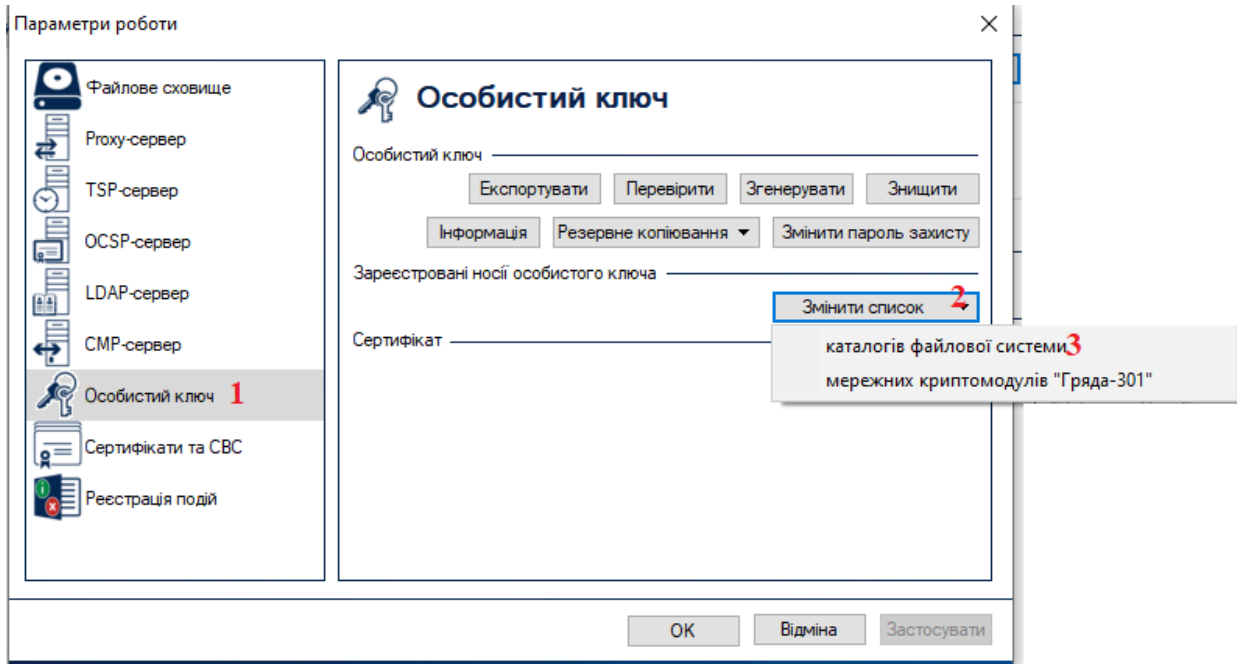 Параметри роботи
Файлове сховище
Proxy-сервер
TSP-сервер
OCSP-сервер
LDAP-сервер
CMP-сервер
Особистий ключ 1
Сертифікати та СВС
Реєстрація подій
Особистий ключ
Особистий ключ
Експортувати Перевірити Згенерувати Знищити
Інформація Резервне копіювання Змінити пароль захисту
Зареєстровані носії особистого ключа
Змінити список 2
каталогів файлової системи 3
мережних криптомодулів "Гряда-301"
Сертифікат
OK Відміна Застосувати